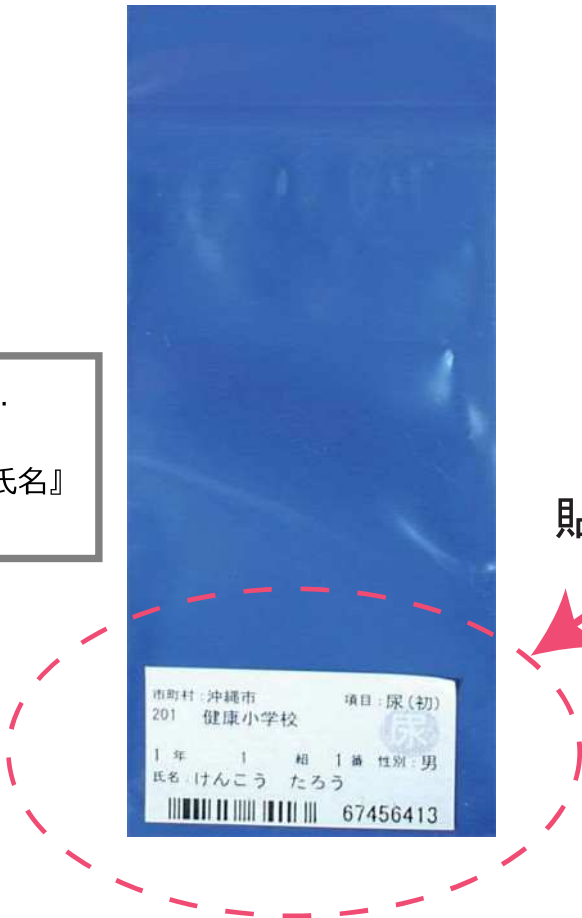 氏名』
貼
市町村:沖縄市 項目:尿(初)
201 健康小学校
尿
1 年 1 組 1 番 性別:男
氏名:けんこう たろう
67456413